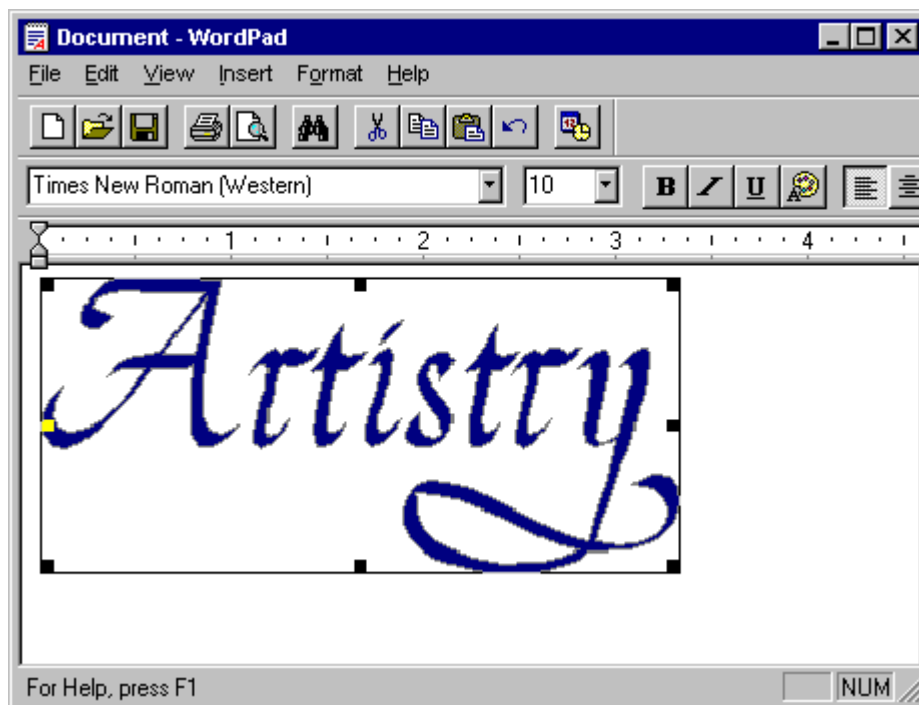 Document - WordPad
File Edit View Insert Format Help
12
Times New Roman (Western) 10 B I U A
1 2 3 4
Artistry
For Help, press F1 NUM